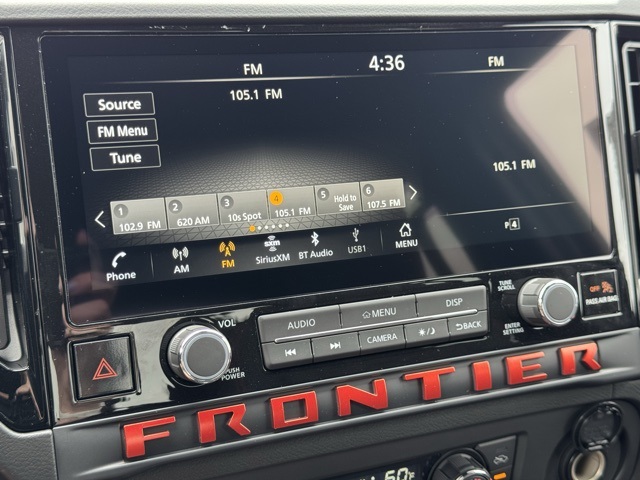 FM 4:36 FM
105.1 FM
Source
FM Menu
Tune
105.1 FM
1 102.9 FM
2 620 AM
3 10s Spot
4 105.1 FM
5 Hold to Save
6 107.5 FM
P 4
Phone
AM
FM
sxm SiriusXM
BT Audio
USB1
MENU
VOL
PUSH POWER
AUDIO
MENU
DISP
CAMERA
BACK
TUNE SCROLL
ENTER SETTING
OFF
PASS AIR BAG
FRONTIER
60°F